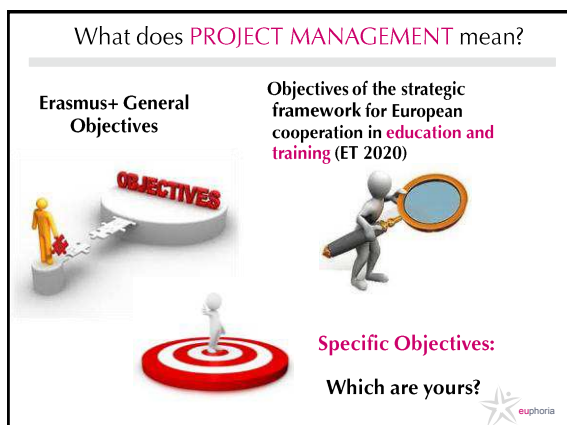 What does PROJECT MANAGEMENT mean?
Erasmus+ General
Objectives
Objectives of the strategic
framework for European
cooperation in education and
training (ET 2020)
OBJECTIVES
Specific Objectives:
Which are yours?
euphoria